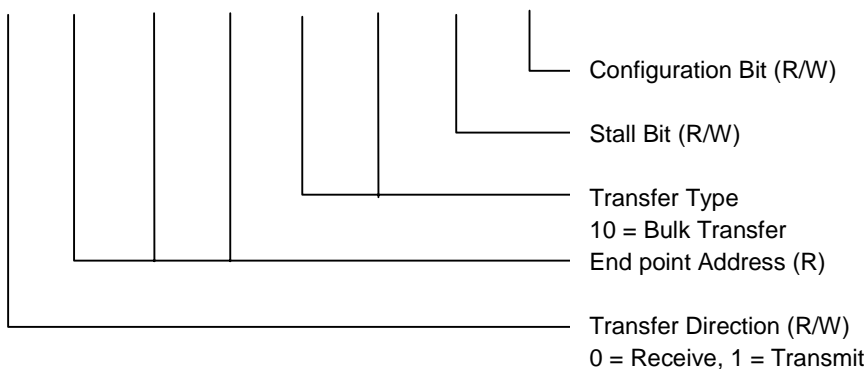 Configuration Bit (R/W)
Stall Bit (R/W)
Transfer Type
10 = Bulk Transfer
End point Address (R)
Transfer Direction (R/W)
0 = Receive, 1 = Transmit